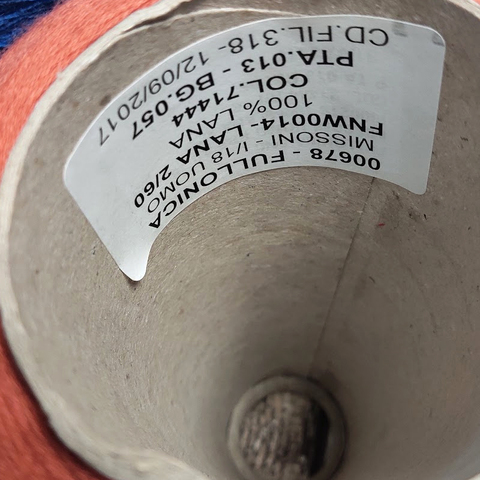 00678 - FULLONICA
MISSONI - I/18 UOMO
FNW0014- LANA 2/60
100% LANA
COL.71444
PTA.013 - BG.057
CD.FIL.318- 12/09/2017